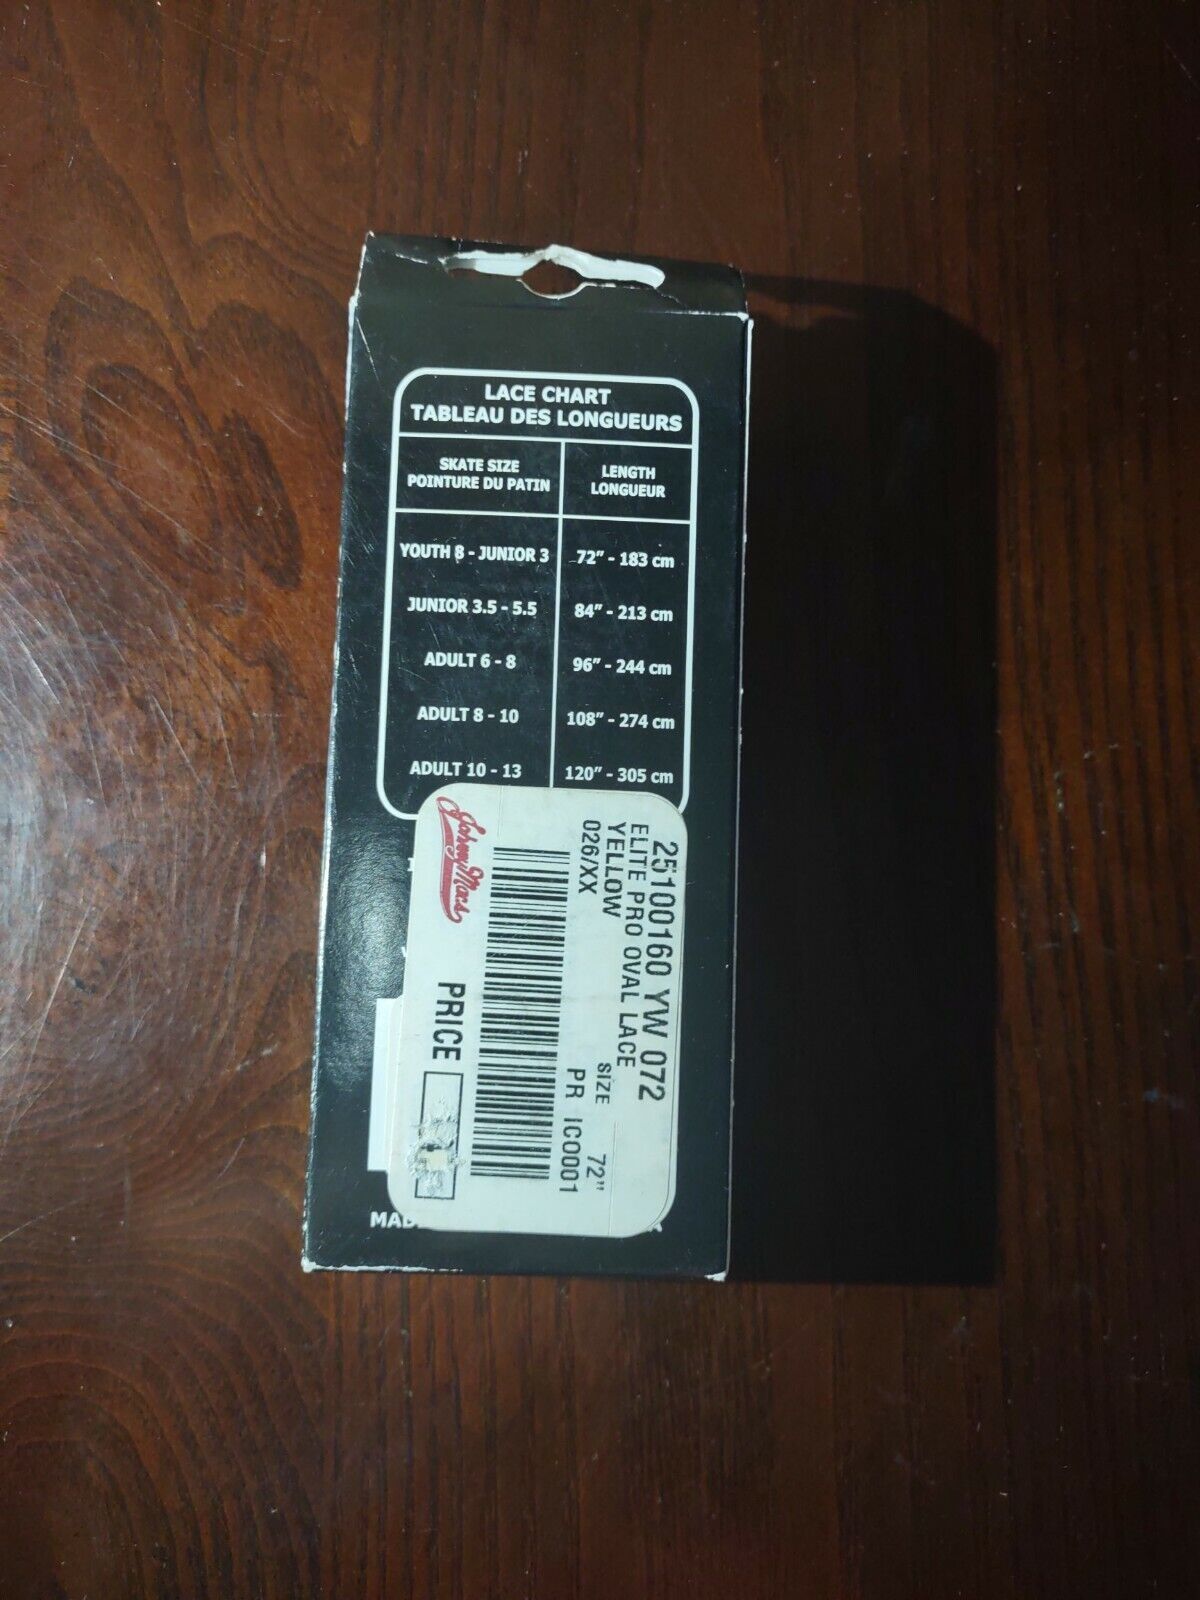 LACE CHART
TABLEAU DES LONGUEURS
SKATE SIZE
POINTURE DU PATIN
LENGTH
LONGUEUR
YOUTH 8 - JUNIOR 3 72" - 183 cm
JUNIOR 3.5 - 5.5 84" - 213 cm
ADULT 6 - 8 96" - 244 cm
ADULT 8 - 10 108" - 274 cm
ADULT 10 - 13 120" - 305 cm
25100160 YW 072
ELITE PRO OVAL LACE
YELLOW SIZE 72"
026/XX PR IC0001
Johnny Macs
PRICE